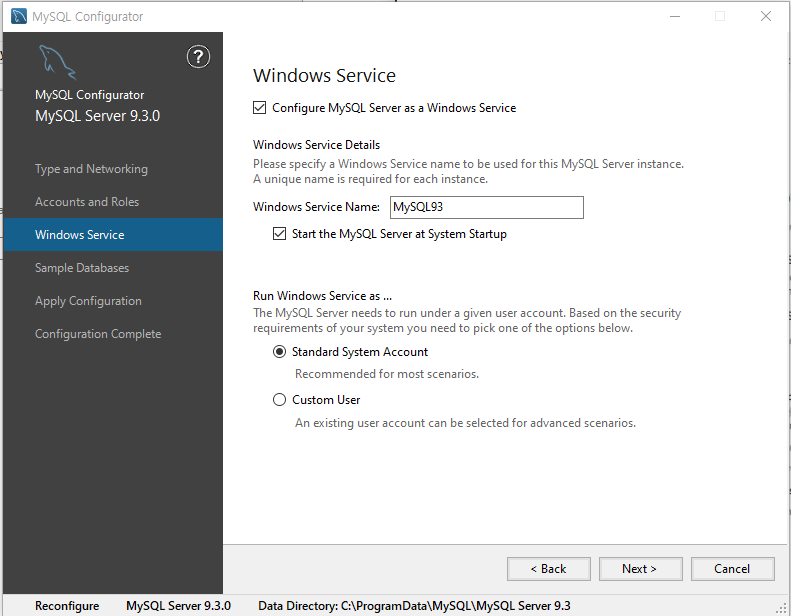 MySQL Configurator
?
MySQL Configurator
MySQL Server 9.3.0
Type and Networking
Accounts and Roles
Windows Service
Sample Databases
Apply Configuration
Configuration Complete
Windows Service
Configure MySQL Server as a Windows Service
Windows Service Details
Please specify a Windows Service name to be used for this MySQL Server instance.
A unique name is required for each instance.
Windows Service Name: MySQL93
Start the MySQL Server at System Startup
Run Windows Service as ...
The MySQL Server needs to run under a given user account. Based on the security
requirements of your system you need to pick one of the options below.
Standard System Account
Recommended for most scenarios.
Custom User
An existing user account can be selected for advanced scenarios.
< Back Next > Cancel
Reconfigure MySQL Server 9.3.0 Data Directory: C:\ProgramData\MySQL\MySQL Server 9.3